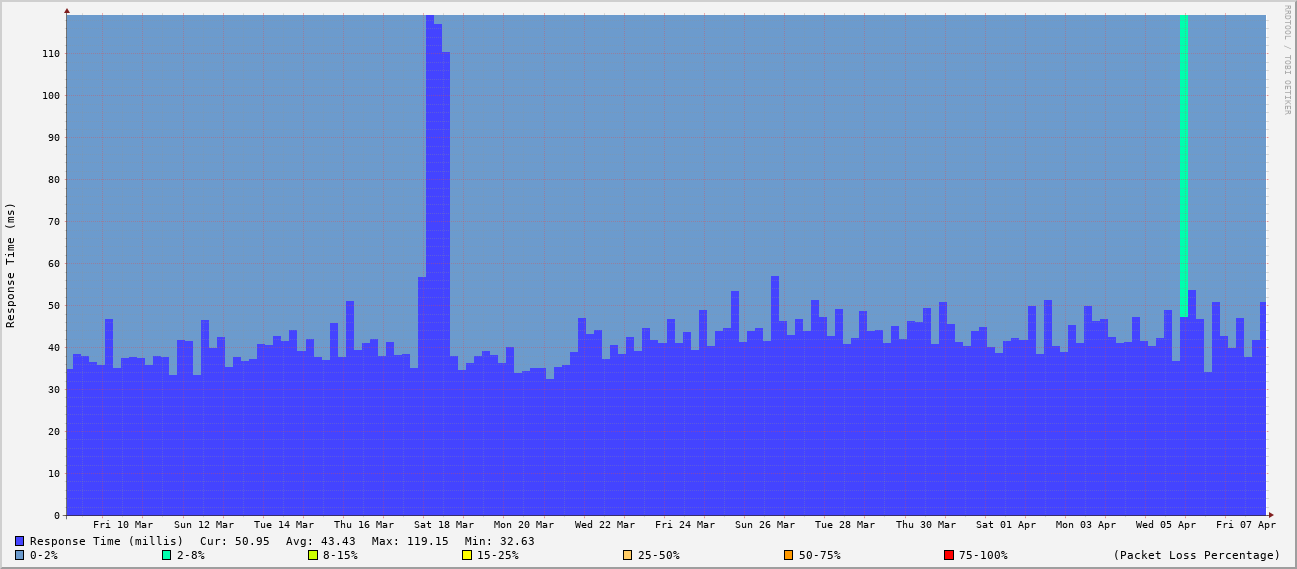 RRDTOOL / TOBI OETIKER
Response Time (ms)
110
100
90
80
70
60
50
40
30
20
10
0
Fri 10 Mar Sun 12 Mar Tue 14 Mar Thu 16 Mar Sat 18 Mar Mon 20 Mar Wed 22 Mar Fri 24 Mar Sun 26 Mar Tue 28 Mar Thu 30 Mar Sat 01 Apr Mon 03 Apr Wed 05 Apr Fri 07 Apr
Response Time (millis) Cur: 50.95 Avg: 43.43 Max: 119.15 Min: 32.63
0-2% 2-8% 8-15% 15-25% 25-50% 50-75% 75-100% (Packet Loss Percentage)